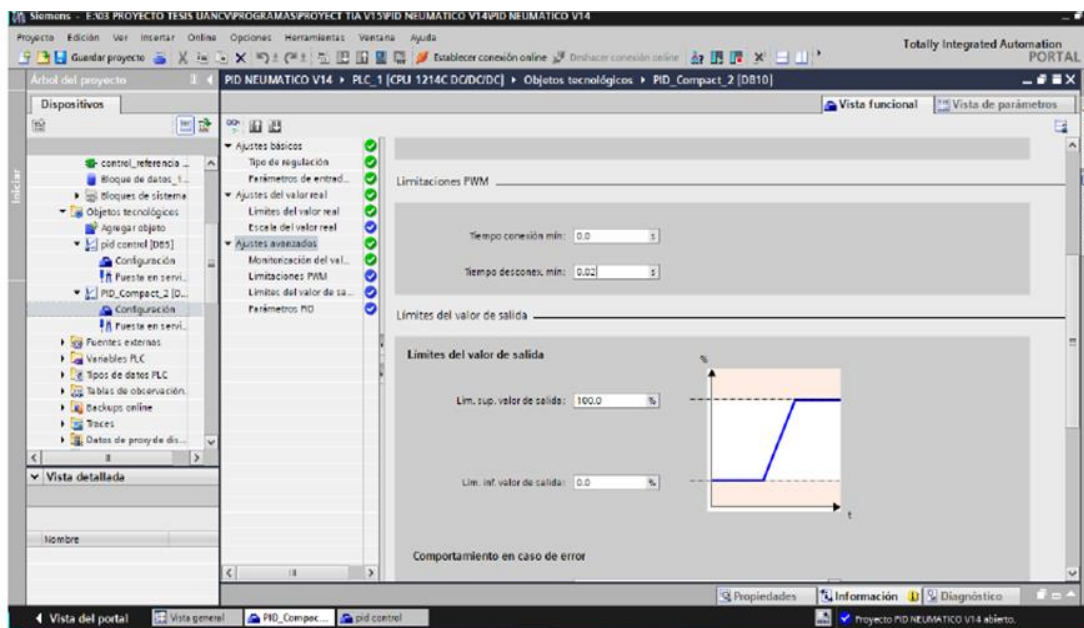 Siemens - E:\03 PROYECTO TESIS UANCV\PROGRAMAS\PROYECT TIA V15\PID NEUMATICO V14\PID NEUMATICO V14
Proyecto Edición Ver Insertar Online Opciones Herramientas Ventana Ayuda
Guardar proyecto Establecer conexión online Deshacer conexión online
Totally Integrated Automation
PORTAL
Árbol del proyecto
PID NEUMATICO V14 PLC_1 [CPU 1214C DC/DC/DC] Objetos tecnológicos PID_Compact_2 [DB10]
Dispositivos
Vista funcional Vista de parámetros
Iniciar
control_referencia ...
Bloque de datos_1...
Bloques de sistema
Objetos tecnológicos
Agregar objeto
pid control [DB5]
Configuración
Puesta en servi...
PID_Compact_2 [D...
Configuración
Puesta en servi...
Fuentes externas
Variables PLC
Tipos de datos PLC
Tablas de observación...
Backups online
Traces
Datos de proxy de dis...
Vista detallada
Nombre
Ajustes básicos
Tipo de regulación
Parámetros de entrad...
Ajustes del valor real
Límites del valor real
Escala del valor real
Ajustes avanzados
Monitorización del val...
Limitaciones PWM
Límites del valor de sa...
Parámetros PID
Limitaciones PWM
Tiempo conexión mín: 0.0 s
Tiempo desconex. mín: 0.02 s
Límites del valor de salida
Límites del valor de salida
%
Lím. sup. valor de salida: 100.0 %
Lím. inf. valor de salida: 0.0 %
t
Comportamiento en caso de error
Propiedades Información Diagnóstico
Vista del portal Vista general PID_Compac... pid control
Proyecto PID NEUMATICO V14 abierto.